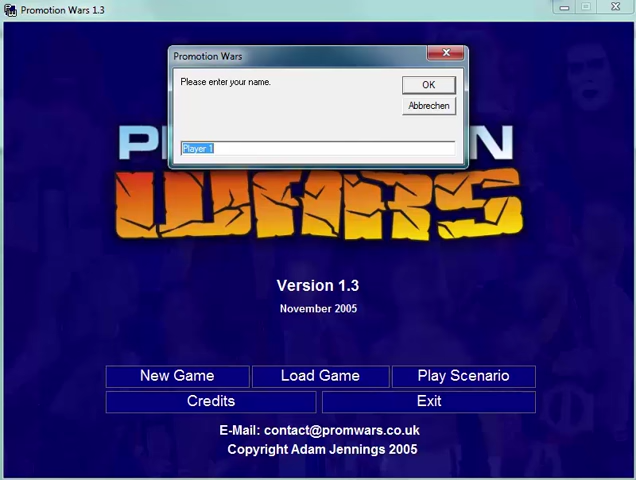 Promotion Wars 1.3
Promotion Wars
Please enter your name.
OK
Abbrechen
Player 1
WARS
Version 1.3
November 2005
New Game
Load Game
Play Scenario
Credits
Exit
E-Mail: contact@promwars.co.uk
Copyright Adam Jennings 2005